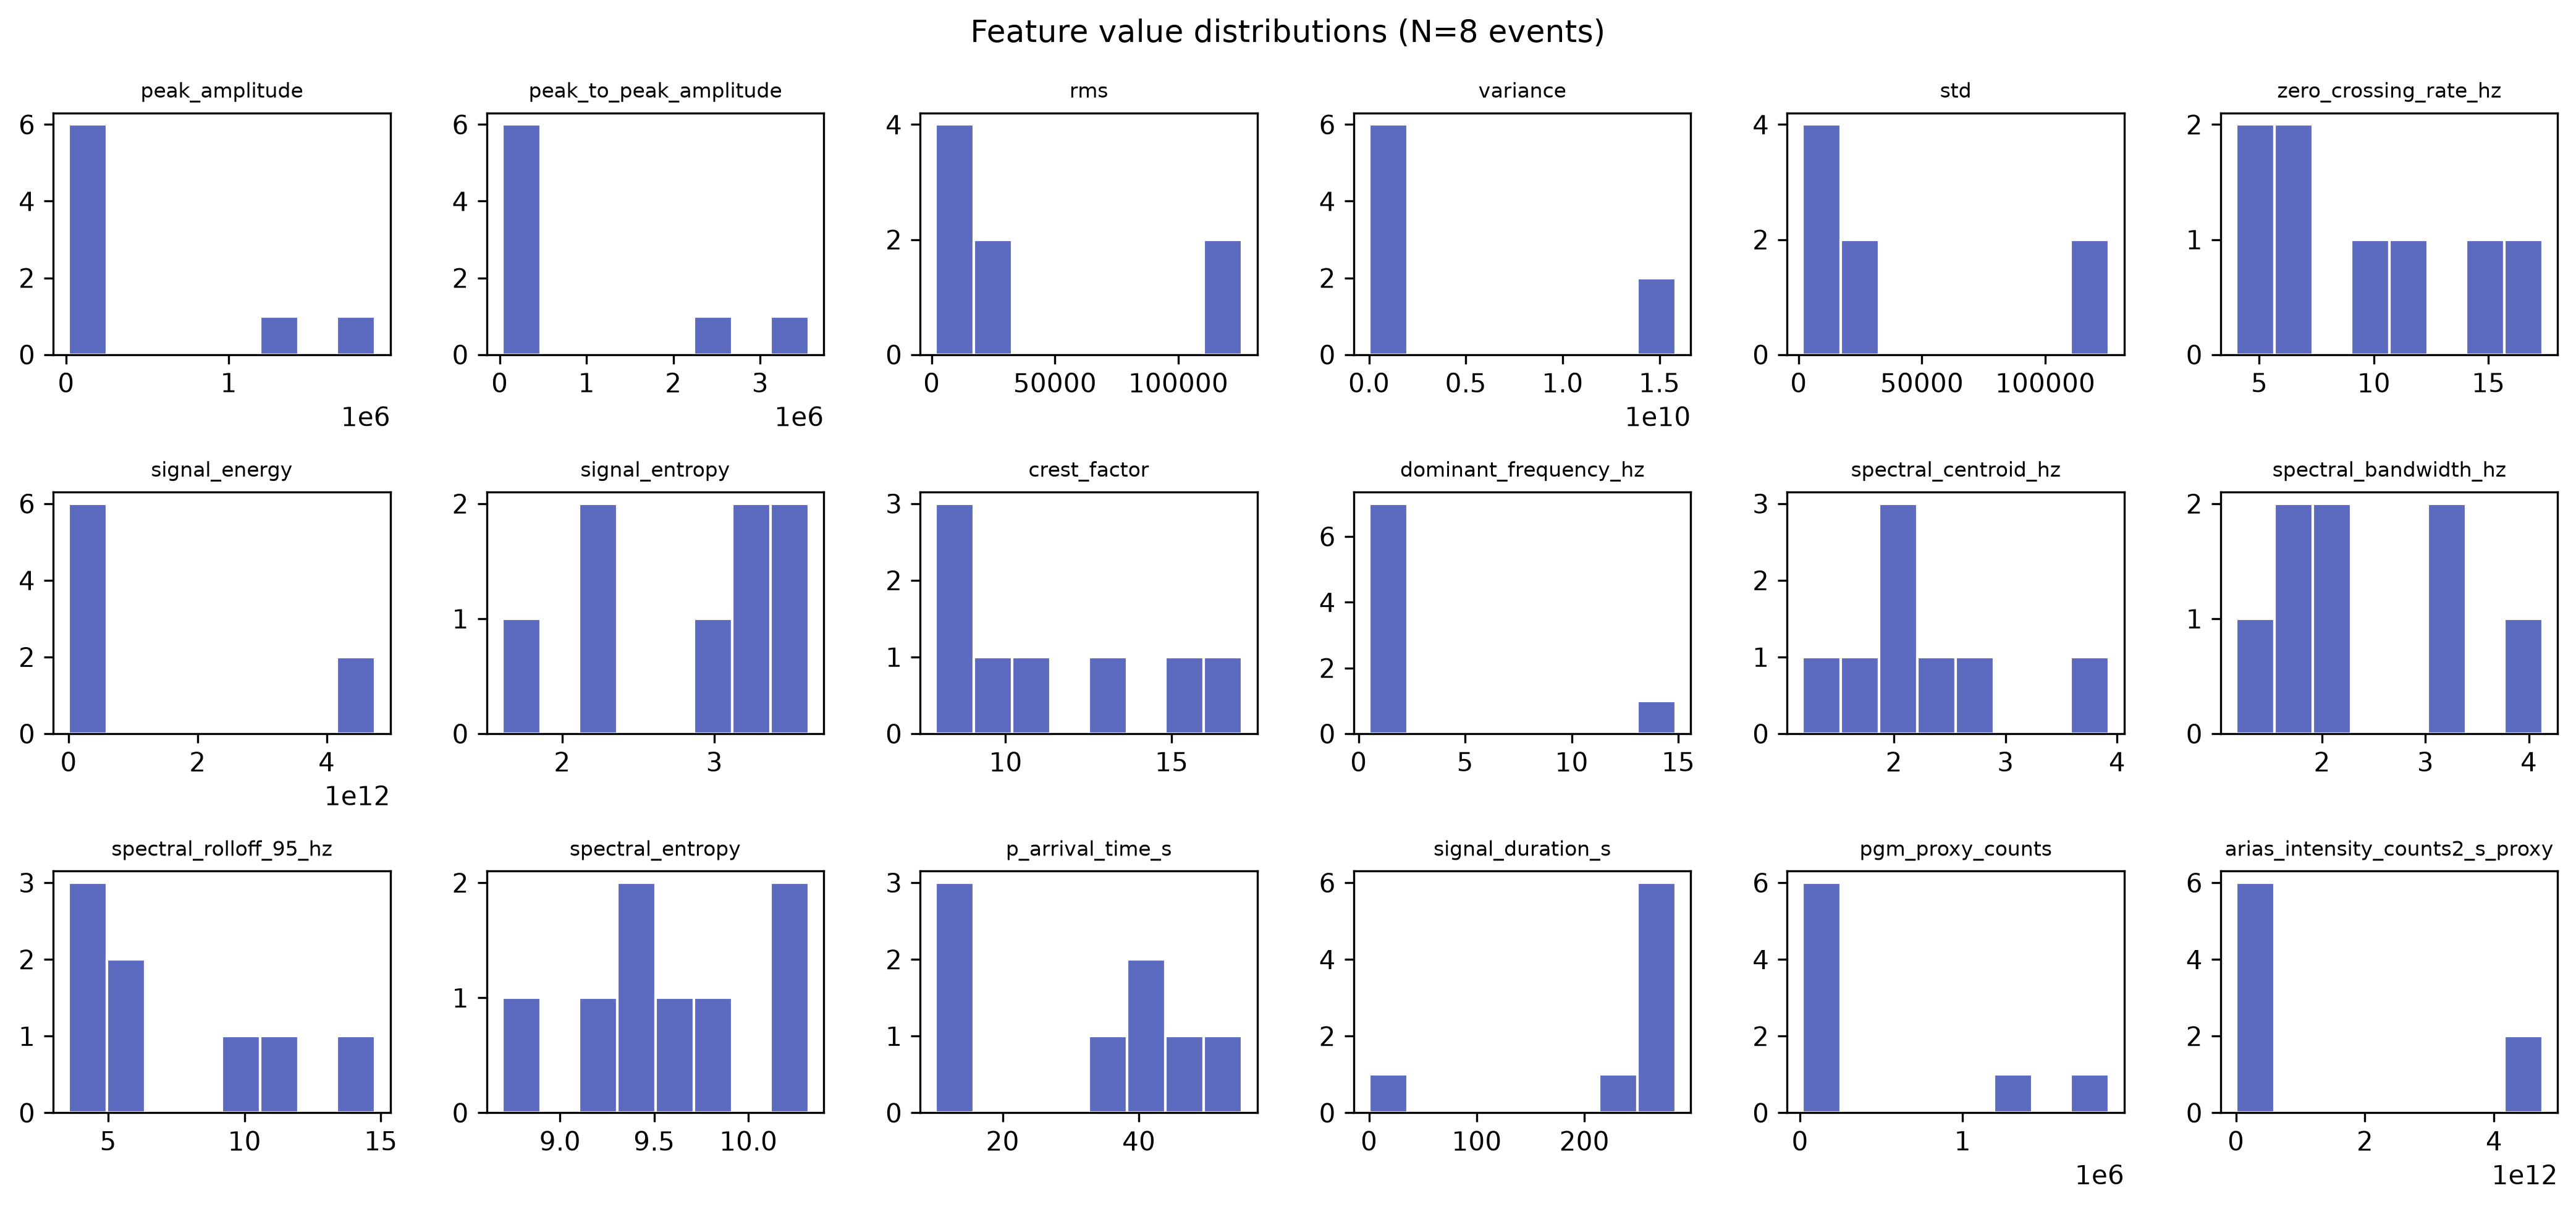 Feature value distributions (N=8 events)
peak_amplitude peak_to_peak_amplitude rms variance std zero_crossing_rate_hz
6 6 4 6 4 2
4 4 4
2 2 1
2 2 2
0 0 0 0 0 0
0 1 0 1 2 3 0 50000 100000 0.0 0.5 1.0 1.5 0 50000 100000 5 10 15
1e6 1e6 1e10
signal_energy signal_entropy crest_factor dominant_frequency_hz spectral_centroid_hz spectral_bandwidth_hz
6 2 3 6 3 2
4 2 4 2
1 1
2 1 2 1
0 0 0 0 0 0
0 2 4 2 3 10 15 0 5 10 15 2 3 4 2 3 4
1e12
spectral_rolloff_95_hz spectral_entropy p_arrival_time_s signal_duration_s pgm_proxy_counts arias_intensity_counts2_s_proxy
3 2 3 6 6 6
2 2 4 4 4
1
1 1 2 2 2
0 0 0 0 0 0
5 10 15 9.0 9.5 10.0 20 40 0 100 200 0 1 0 2 4
1e6 1e12